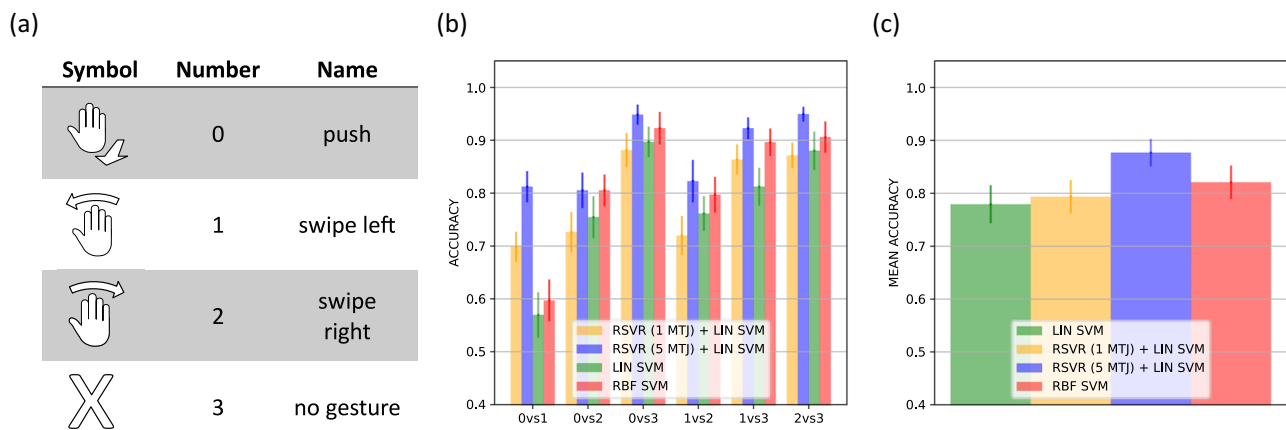 (a)
Symbol Number Name
0 push
1 swipe left
2 swipe
right
3 no gesture
(b)
ACCURACY
1.0
0.9
0.8
0.7
0.6
0.5
0.4
RSVR (1 MTJ) + LIN SVM
RSVR (5 MTJ) + LIN SVM
LIN SVM
RBF SVM
0vs1 0vs2 0vs3 1vs2 1vs3 2vs3
(c)
MEAN ACCURACY
1.0
0.9
0.8
0.7
0.6
0.5
0.4
LIN SVM
RSVR (1 MTJ) + LIN SVM
RSVR (5 MTJ) + LIN SVM
RBF SVM